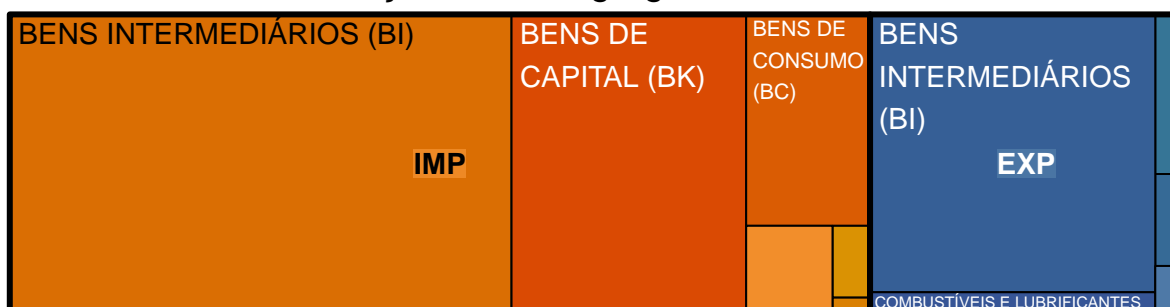 BENS INTERMEDIÁRIOS (BI)
IMP
BENS DE
CAPITAL (BK)
BENS DE
CONSUMO
(BC)
BENS
INTERMEDIÁRIOS
(BI)
EXP
COMBUSTÍVEIS E LUBRIFICANTES